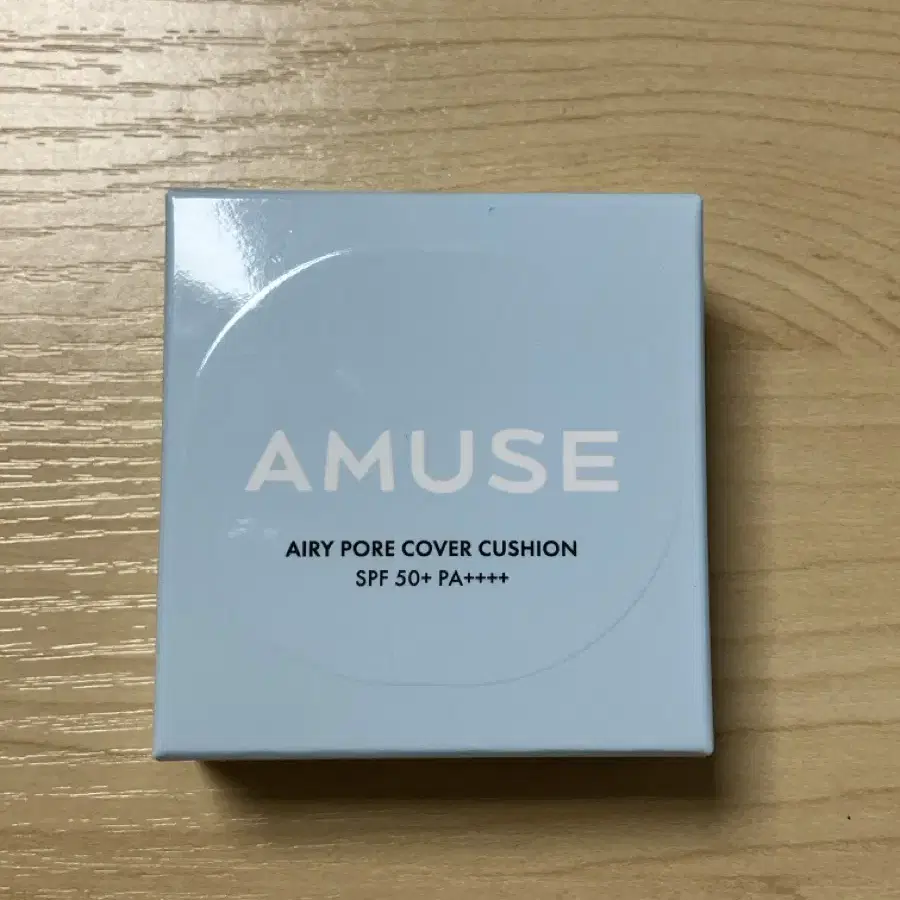 AMUSE
AIRY PORE COVER CUSHION
SPF 50+ PA++++